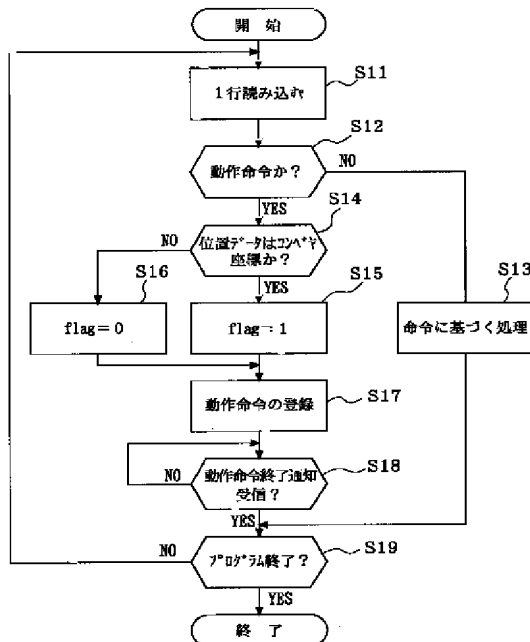 開 始
S11
1行読み込む
S12
動作命令か?
NO
YES
S14
位置データはコンベヤ
座標か?
NO
S16
YES
S15
S13
flag=0
flag=1
命令に基づく処理
動作命令の登録
S17
動作命令終了通知
受信?
S18
NO
YES
プログラム終了?
S19
NO
YES
終 了